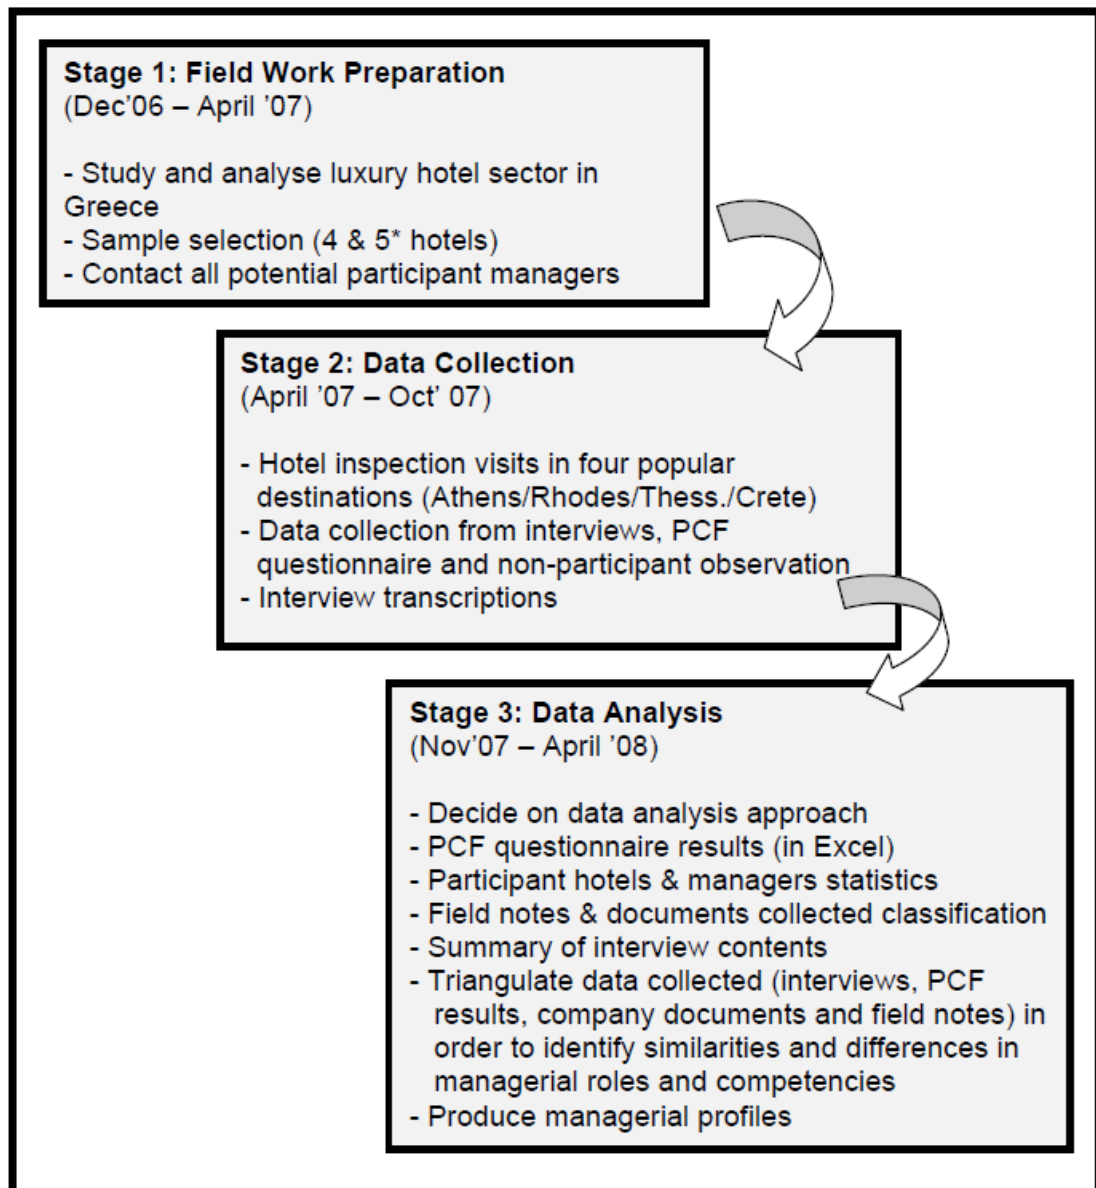 Stage 1: Field Work Preparation
(Dec'06 – April '07)
- Study and analyse luxury hotel sector in
Greece
- Sample selection (4 & 5* hotels)
- Contact all potential participant managers
Stage 2: Data Collection
(April '07 – Oct' 07)
- Hotel inspection visits in four popular
destinations (Athens/Rhodes/Thess./Crete)
- Data collection from interviews, PCF
questionnaire and non-participant observation
- Interview transcriptions
Stage 3: Data Analysis
(Nov'07 – April '08)
- Decide on data analysis approach
- PCF questionnaire results (in Excel)
- Participant hotels & managers statistics
- Field notes & documents collected classification
- Summary of interview contents
- Triangulate data collected (interviews, PCF
results, company documents and field notes) in
order to identify similarities and differences in
managerial roles and competencies
- Produce managerial profiles